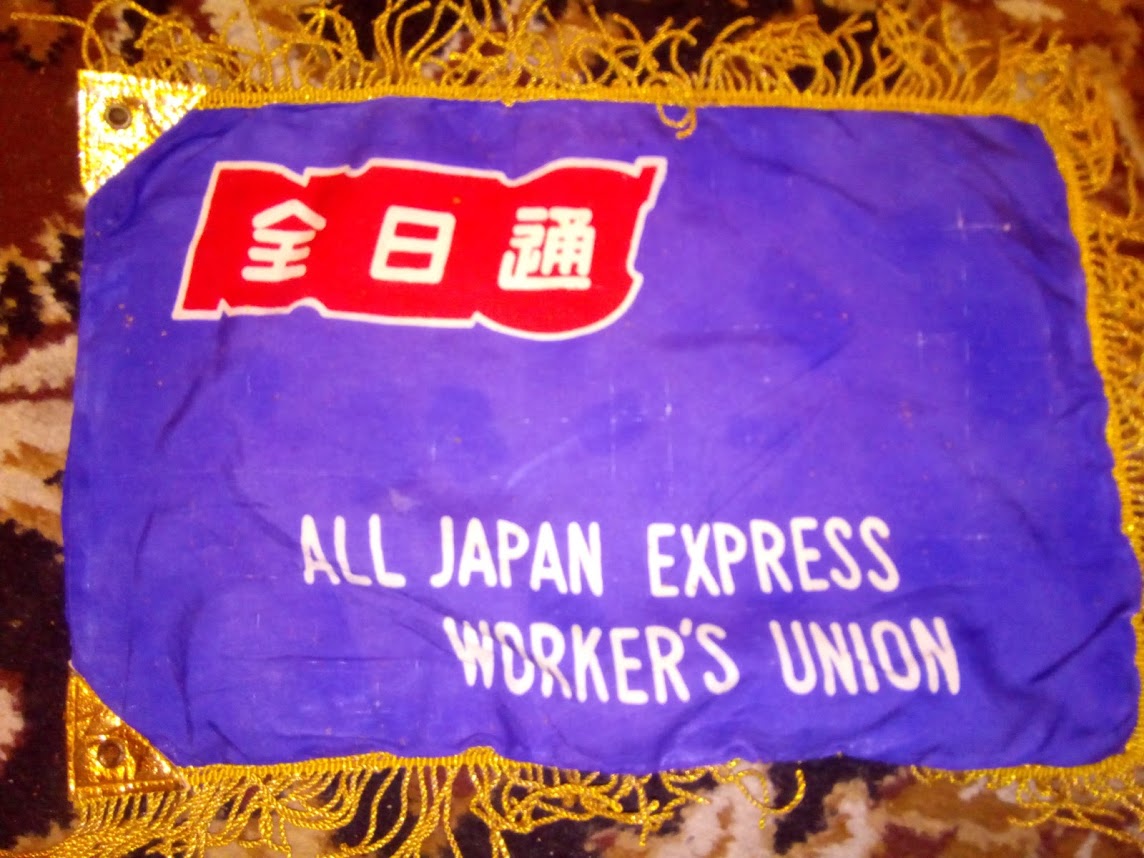 全日通
ALL JAPAN EXPRESS
WORKER'S UNION